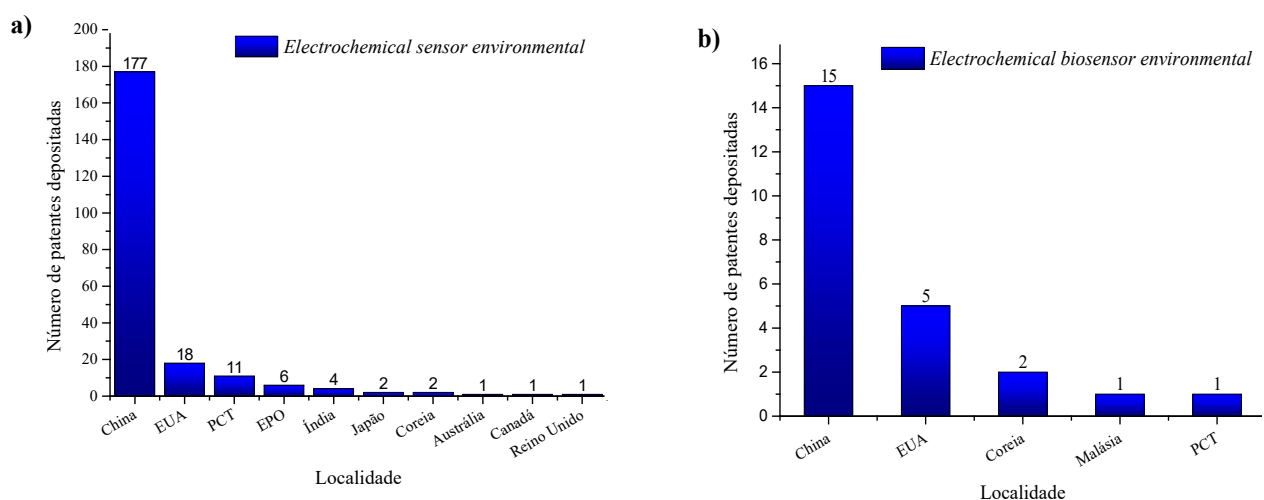 a)
Electrochemical sensor environmental
Número de patentes depositadas
200
180
160
140
120
100
80
60
40
20
0
177
18
11
6
4
2
2
1
1
1
China
EUA
PCT
EPO
Índia
Japão
Coreia
Austrália
Canadá
Reino Unido
Localidade
b)
Electrochemical biosensor environmental
Número de patentes depositadas
16
14
12
10
8
6
4
2
0
15
5
2
1
1
China
EUA
Coreia
Malásia
PCT
Localidade